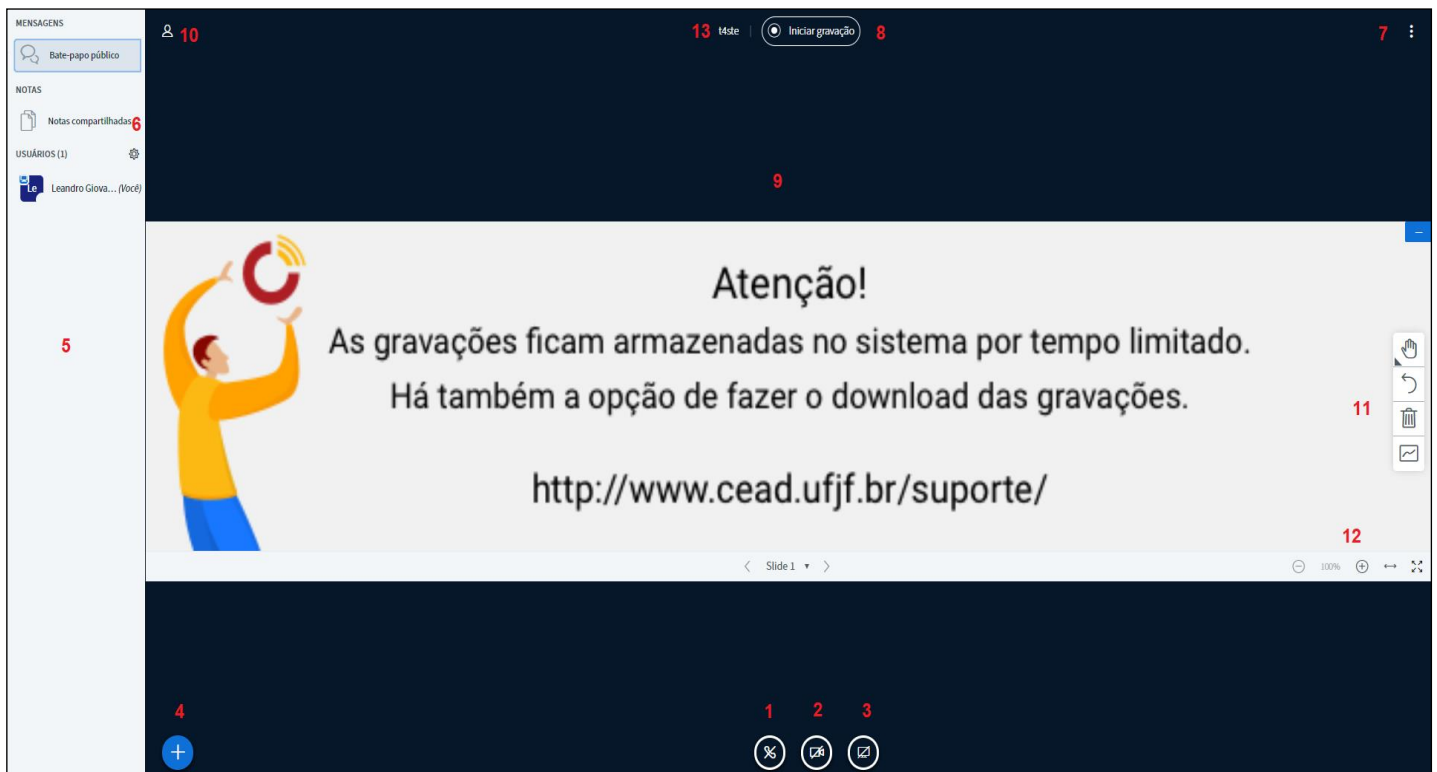 MENSAGENS
Bate-papo público
NOTAS
Notas compartilhadas 6
USUÁRIOS (1)
Le Leandro Giova... (Você)
5
10
13 t4ste Iniciar gravação 8
7
9
Atenção!
As gravações ficam armazenadas no sistema por tempo limitado.
Há também a opção de fazer o download das gravações.
http://www.cead.ufjf.br/suporte/
11
12
Slide 1
100%
4
1 2 3